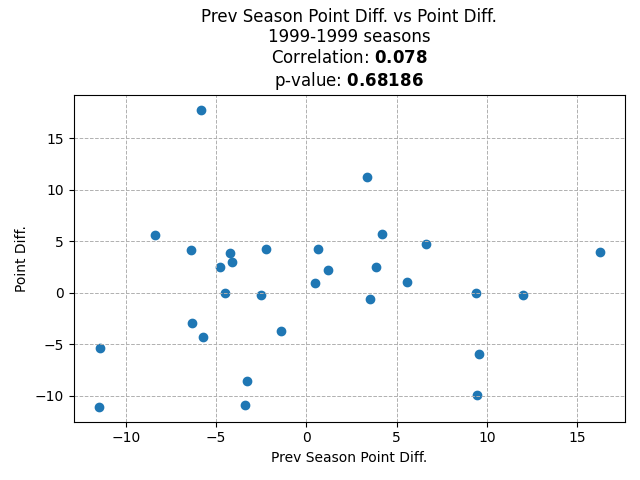 Prev Season Point Diff. vs Point Diff.
1999-1999 seasons
Correlation: 0.078
p-value: 0.68186
15
10
5
0
−5
−10
Point Diff.
−10
−5
0
5
10
15
Prev Season Point Diff.